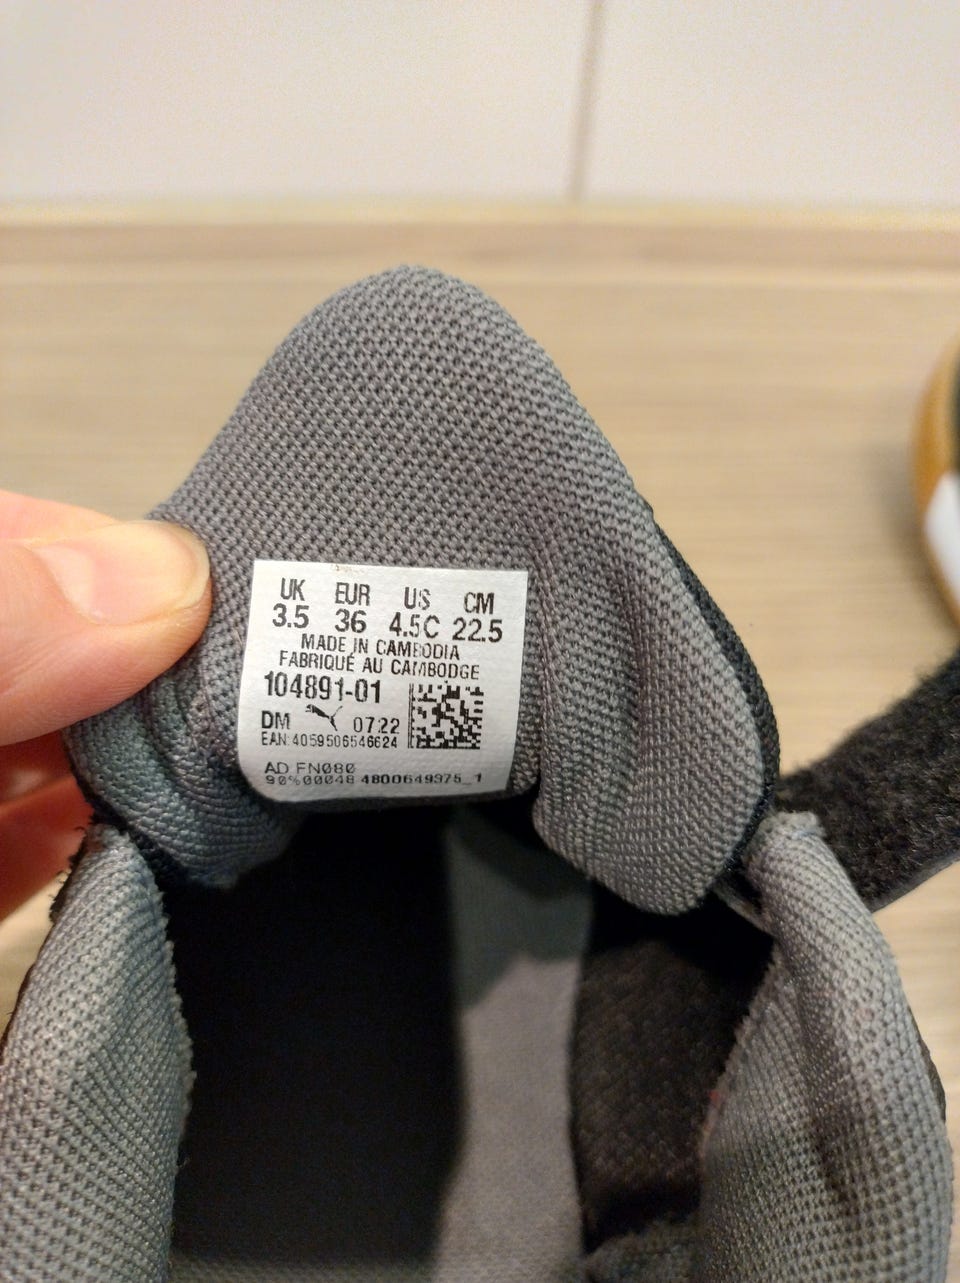 UK EUR US CM
3.5 36 4.5C 22.5
MADE IN CAMBODIA
FABRIQUÉ AU CAMBODGE
104891-01
DM 07.22
EAN:4059506546624
AD FN080
90%00048 4800649375_1